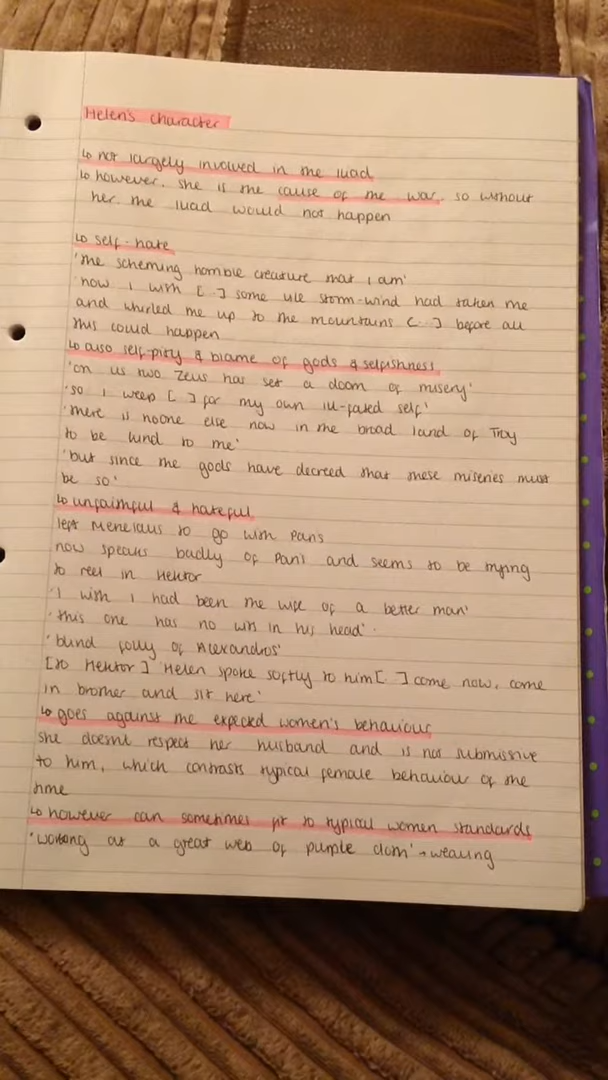 Helen's character
↳ not largely involved in the iliad
↳ however, she is the cause of the war, so without
her the iliad would not happen
↳ self-hate
'the scheming horrible creature that I am'
'now I wish [..] some vile storm-wind had taken me
and whirled me up to the mountains [..] before all
this could happen
↳ also self-pity & blame of gods & selfishness
'on us two Zeus has set a doom of misery'
'so I weep [ ] for my own ill-fated self'
'there is noone else now in the broad land of Troy
to be kind to me'
'but since the gods have decreed that these miseries must
be so'
↳ unfaithful & hateful
left Menelaus to go with Paris
now speaks badly of Paris and seems to be trying
to reel in Hektor
'I wish I had been the wife of a better man'
'this one has no wits in his head'
'blind folly of Alexandros'
[to Hektor] 'Helen spoke softly to him [..] come now, come
in brother and sit here'
↳ goes against the expected women's behaviour
she doesnt respect her husband and is not submissive
to him, which contrasts typical female behaviour of the
time
↳ however can sometimes fit to typical women standards
'working at a great web of purple cloth' → weaving